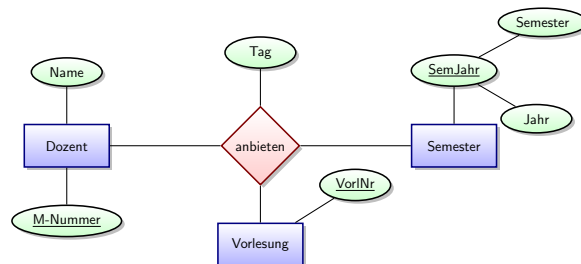 Semester
Tag
Name
SemJahr
Jahr
Dozent
anbieten
Semester
VorlNr
M-Nummer
Vorlesung